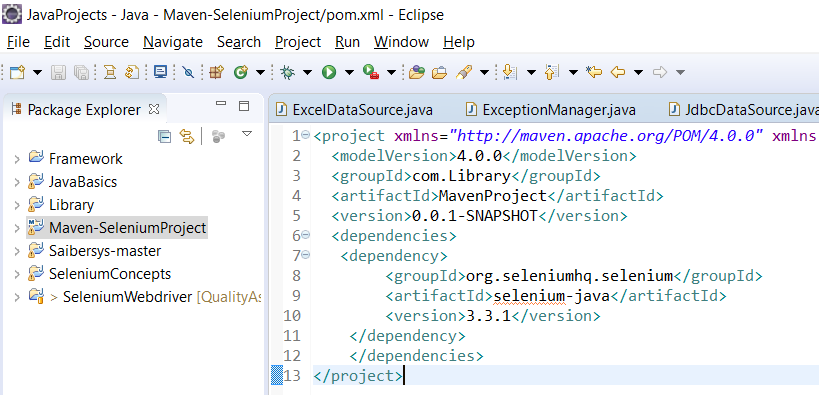 JavaProjects - Java - Maven-SeleniumProject/pom.xml - Eclipse
File Edit Source Navigate Search Project Run Window Help
Package Explorer
Framework
JavaBasics
Library
Maven-SeleniumProject
Saibersys-master
SeleniumConcepts
> SeleniumWebdriver [QualityAs
ExcelDataSource.java ExceptionManager.java JdbcDataSource.java
1 <project xmlns="http://maven.apache.org/POM/4.0.0" xmlns
2 <modelVersion>4.0.0</modelVersion>
3 <groupId>com.Library</groupId>
4 <artifactId>MavenProject</artifactId>
5 <version>0.0.1-SNAPSHOT</version>
6 <dependencies>
7 <dependency>
8 <groupId>org.seleniumhq.selenium</groupId>
9 <artifactId>selenium-java</artifactId>
10 <version>3.3.1</version>
11 </dependency>
12 </dependencies>
13 </project>